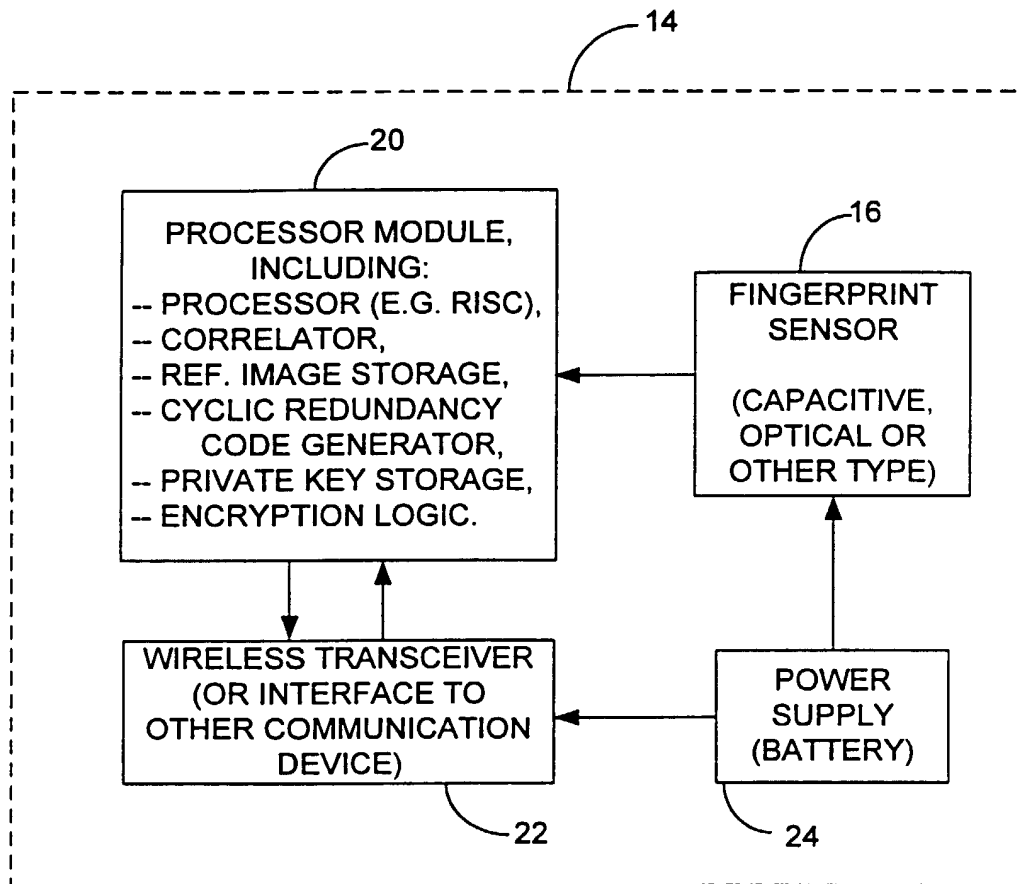 14
20
PROCESSOR MODULE,
INCLUDING:
-- PROCESSOR (E.G. RISC),
-- CORRELATOR,
-- REF. IMAGE STORAGE,
-- CYCLIC REDUNDANCY
CODE GENERATOR,
-- PRIVATE KEY STORAGE,
-- ENCRYPTION LOGIC.
16
FINGERPRINT
SENSOR
(CAPACITIVE,
OPTICAL OR
OTHER TYPE)
WIRELESS TRANSCEIVER
(OR INTERFACE TO
OTHER COMMUNICATION
DEVICE)
22
POWER
SUPPLY
(BATTERY)
24